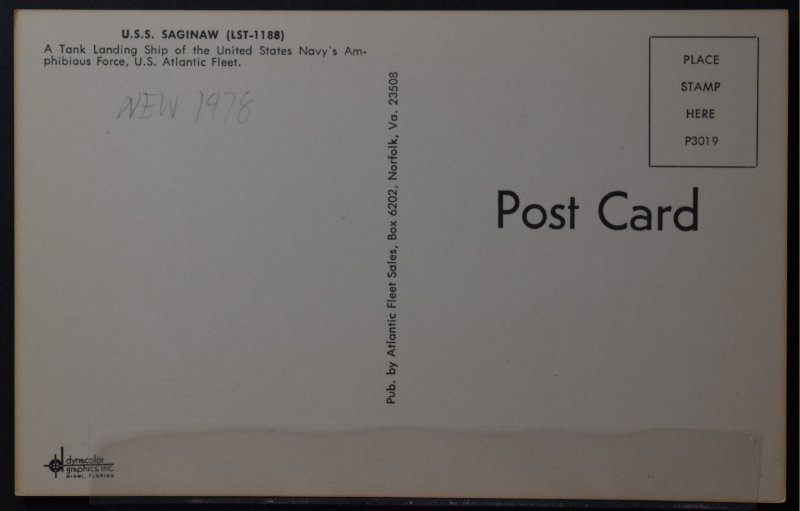 U.S.S. SAGINAW (LST-1188)
A Tank Landing Ship of the United States Navy's Am-
phibious Force, U.S. Atlantic Fleet.
NEW 1978
Pub. by Atlantic Fleet Sales, Box 6202, Norfolk, Va. 23508
PLACE
STAMP
HERE
P3019
Post Card
dynacolor
graphics, inc.
MIAMI, FLORIDA